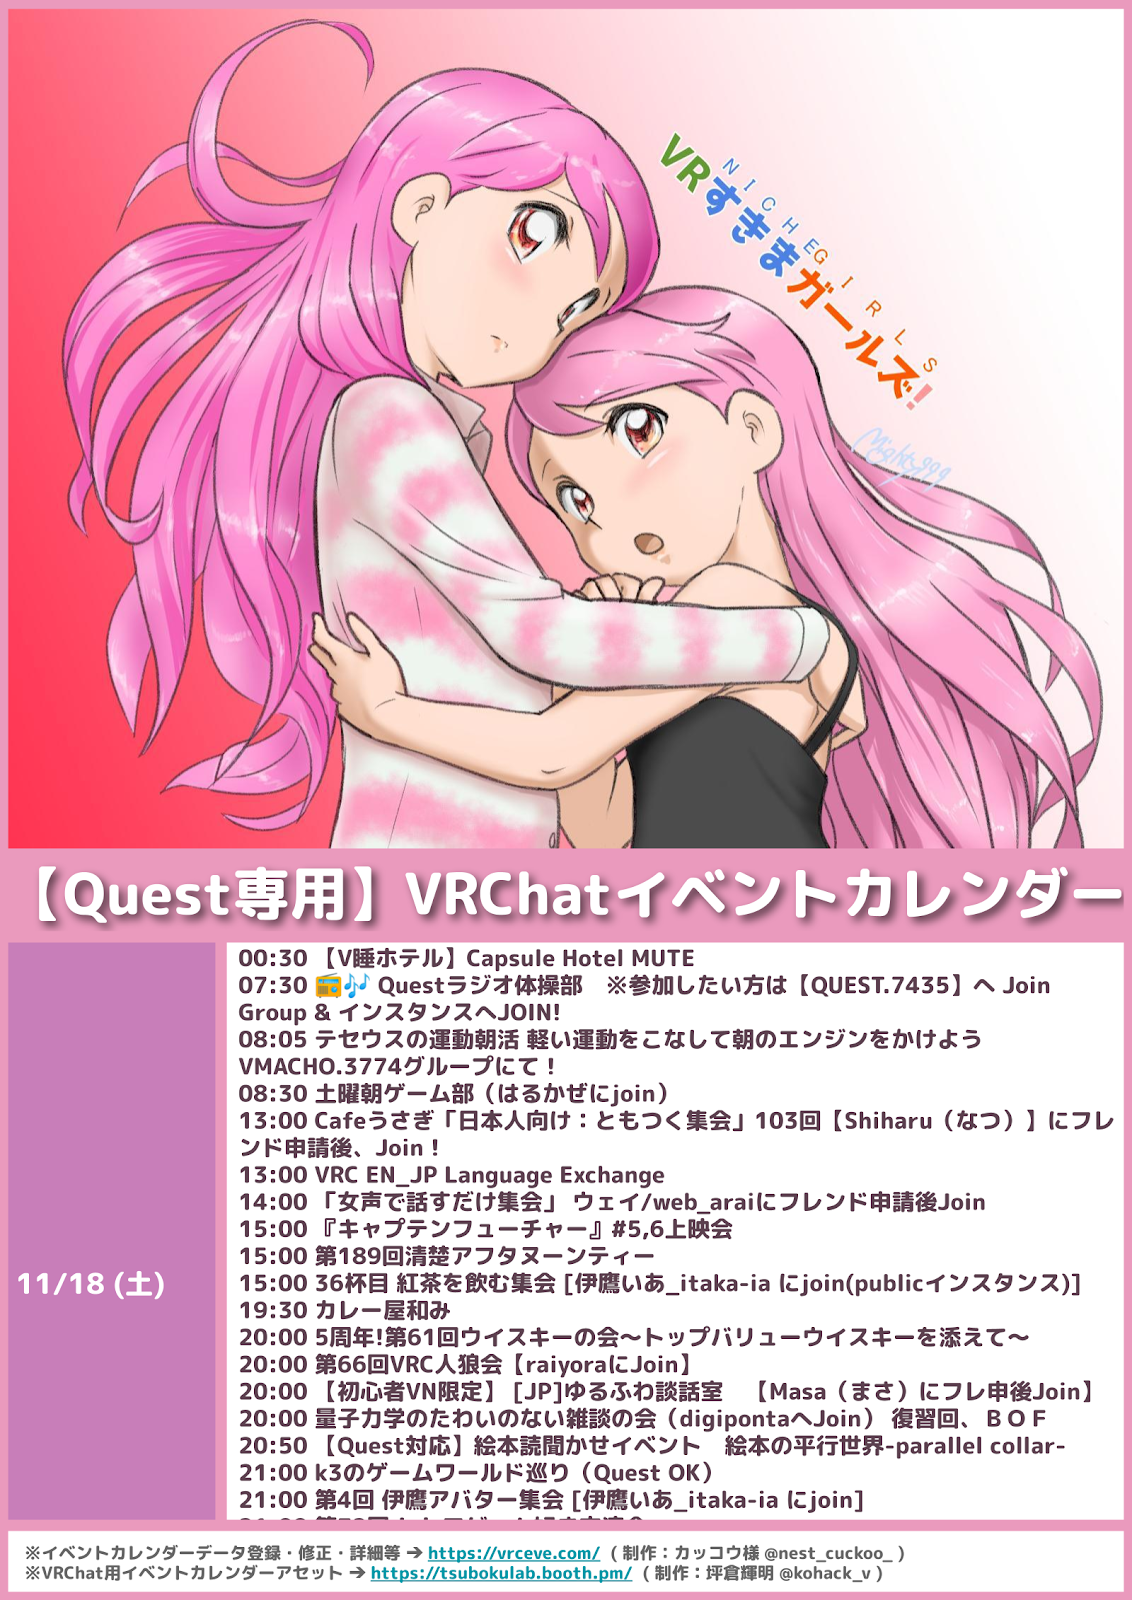 NICHEGIRLS
VRすきまガールズ!
Mighty999
【Quest専用】VRChatイベントカレンダー
11/18 (土)
00:30 【V睡ホテル】Capsule Hotel MUTE
07:30 📻🎶 Questラジオ体操部　※参加したい方は【QUEST.7435】へ Join
Group & インスタンスへJOIN!
08:05 テセウスの運動朝活 軽い運動をこなして朝のエンジンをかけよう
VMACHO.3774グループにて！
08:30 土曜朝ゲーム部（はるかぜにjoin）
13:00 Cafeうさぎ「日本人向け：ともつく集会」103回【Shiharu（なつ）】にフレ
ンド申請後、Join！
13:00 VRC EN_JP Language Exchange
14:00 「女声で話すだけ集会」 ウェイ/web_araiにフレンド申請後Join
15:00 『キャプテンフューチャー』#5,6上映会
15:00 第189回清楚アフタヌーンティー
15:00 36杯目 紅茶を飲む集会 [伊鷹いあ_itaka-ia にjoin(publicインスタンス)]
19:30 カレー屋和み
20:00 5周年!第61回ウイスキーの会～トップバリューウイスキーを添えて～
20:00 第66回VRC人狼会【raiyoraにJoin】
20:00 【初心者VN限定】 [JP]ゆるふわ談話室　【Masa（まさ）にフレ申後Join】
20:00 量子力学のたわいのない雑談の会（digipontaへJoin） 復習回、ＢＯＦ
20:50 【Quest対応】絵本読聞かせイベント　絵本の平行世界-parallel collar-
21:00 k3のゲームワールド巡り（Quest OK）
21:00 第4回 伊鷹アバター集会 [伊鷹いあ_itaka-ia にjoin]
※イベントカレンダーデータ登録・修正・詳細等 ➔ https://vrceve.com/ （ 制作：カッコウ様 @nest_cuckoo_ ）
※VRChat用イベントカレンダーアセット ➔ https://tsubokulab.booth.pm/ （ 制作：坪倉輝明 @kohack_v ）